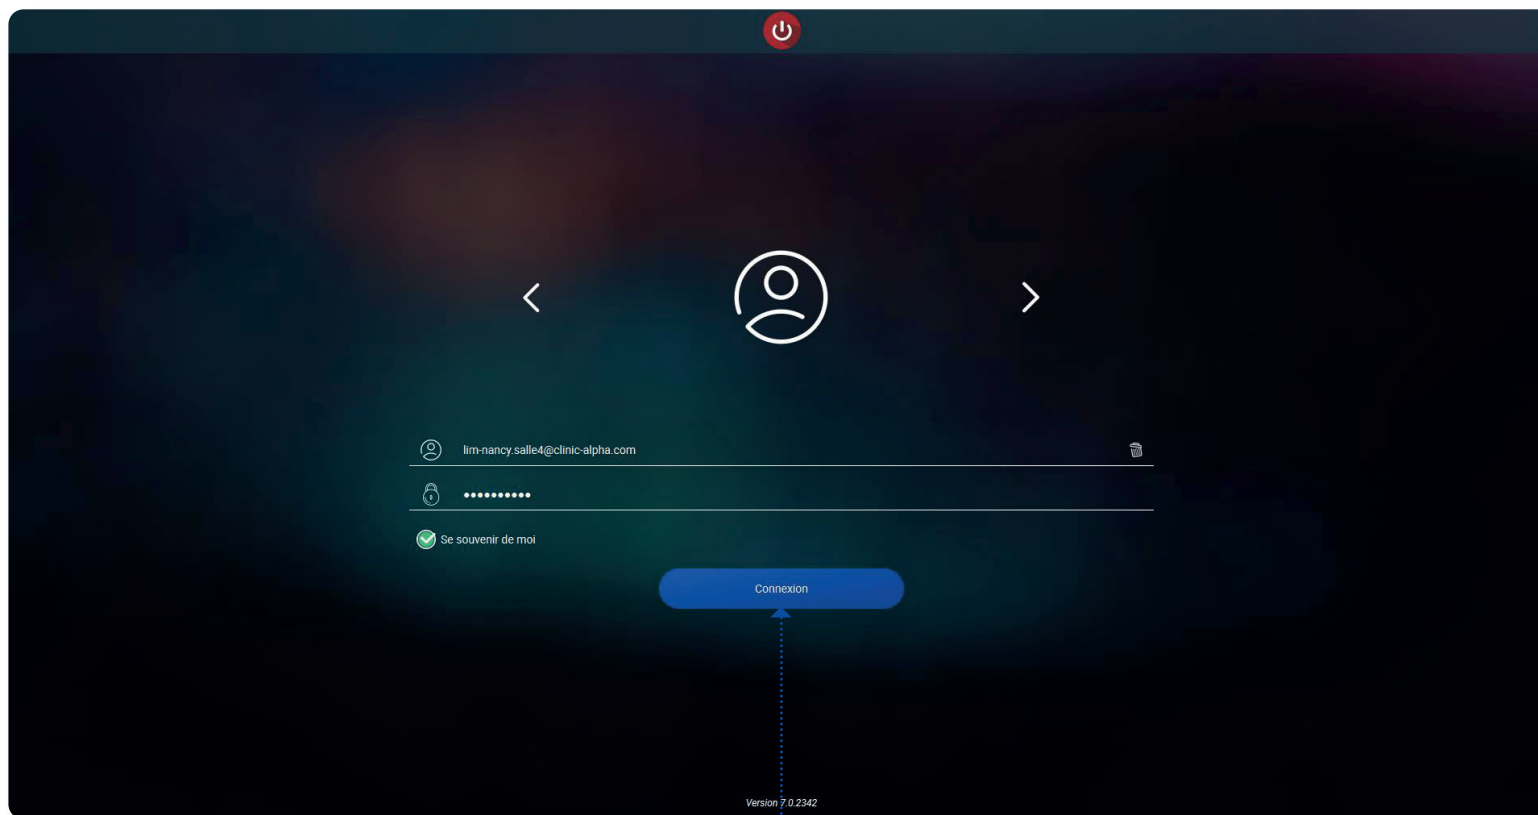 lim-nancy.salle4@clinic-alpha.com
••••••••••
Se souvenir de moi
Connexion
Version 7.0.2342